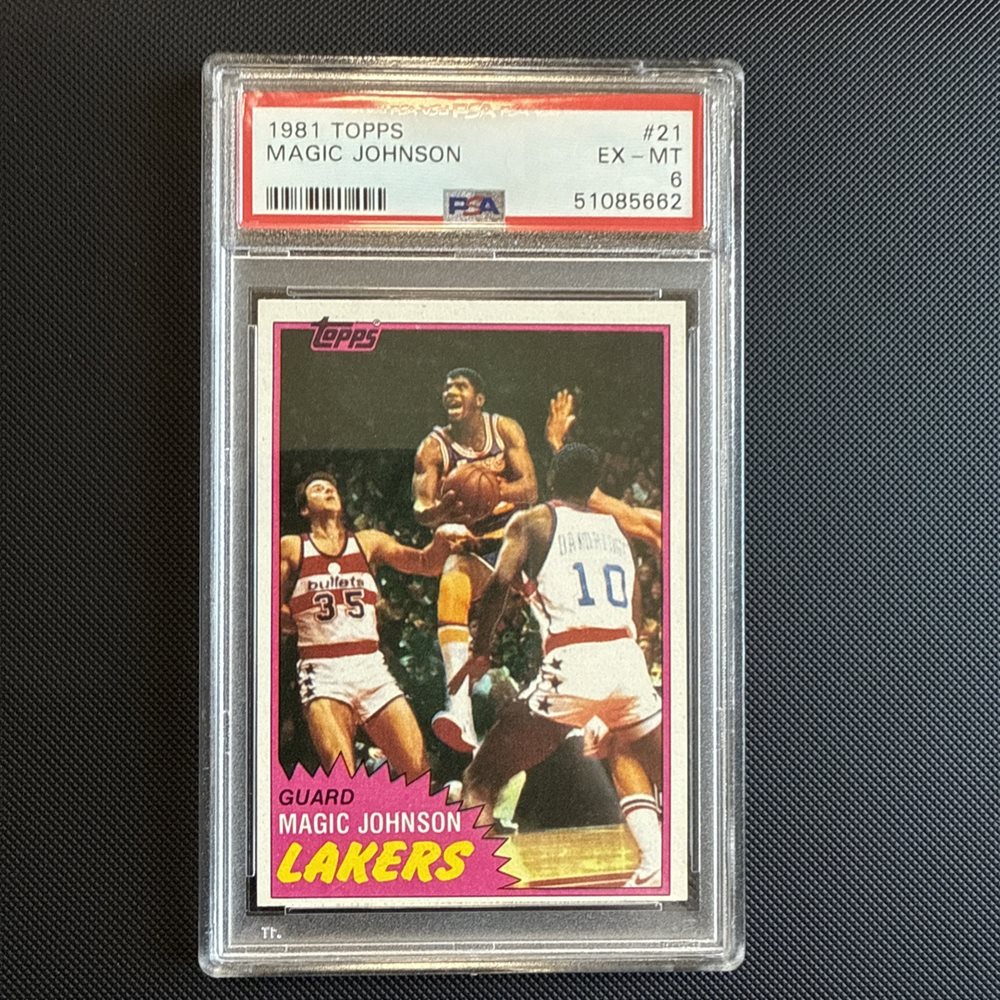 1981 TOPPS
#21
MAGIC JOHNSON
EX - MT
6
PSA
51085662
topps
bullets
35
10
GUARD
MAGIC JOHNSON
LAKERS